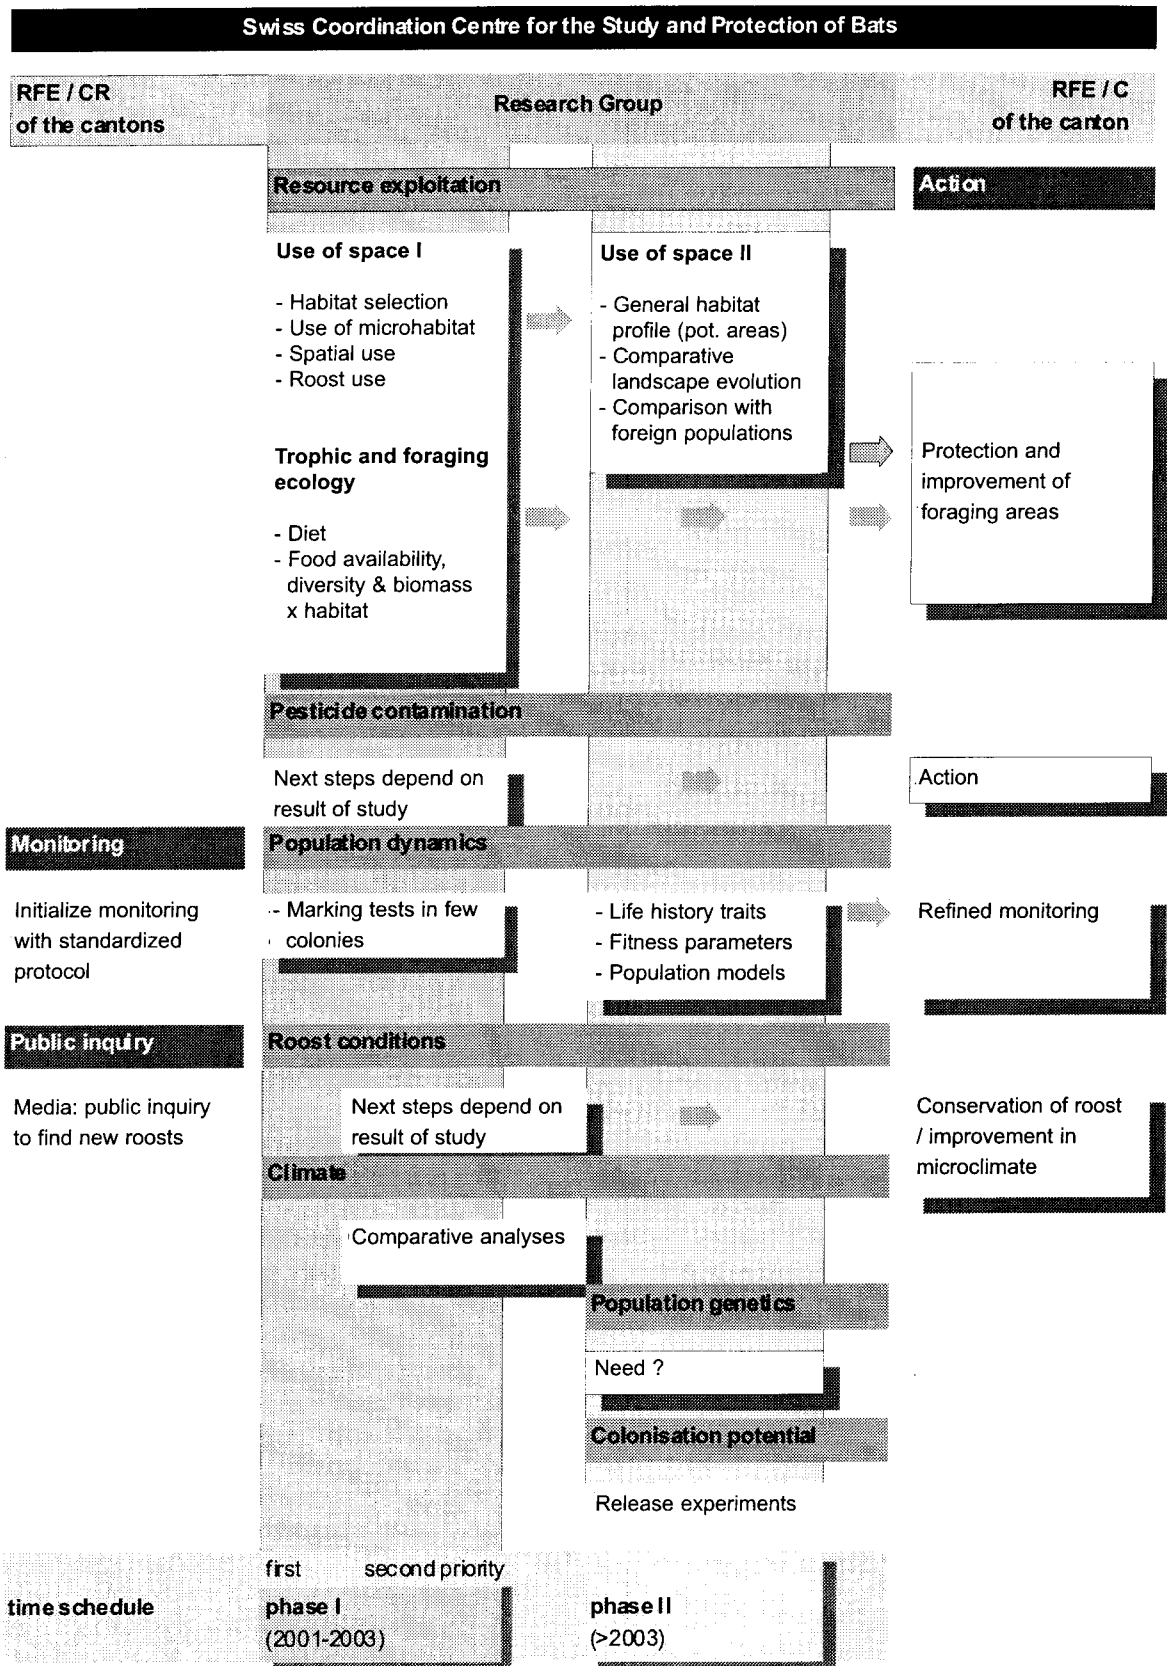 Swiss Coordination Centre for the Study and Protection of Bats
RFE / CR
of the cantons
Research Group
RFE / C
of the canton
Resource exploitation
Action
Use of space I
- Habitat selection
- Use of microhabitat
- Spatial use
- Roost use
Trophic and foraging
ecology
- Diet
- Food availability,
diversity & biomass
x habitat
Use of space II
- General habitat
profile (pot. areas)
- Comparative
landscape evolution
- Comparison with
foreign populations
Protection and
improvement of
foraging areas
Pesticide contamination
Next steps depend on
result of study
Action
Monitoring
Population dynamics
Initialize monitoring
with standardized
protocol
- Marking tests in few
colonies
- Life history traits
- Fitness parameters
- Population models
Refined monitoring
Public inquiry
Roost conditions
Media: public inquiry
to find new roosts
Next steps depend on
result of study
Conservation of roost
/ improvement in
microclimate
Climate
Comparative analyses
Population genetics
Need ?
Colonisation potential
Release experiments
first second priority
time schedule
phase I
(2001-2003)
phase II
(>2003)